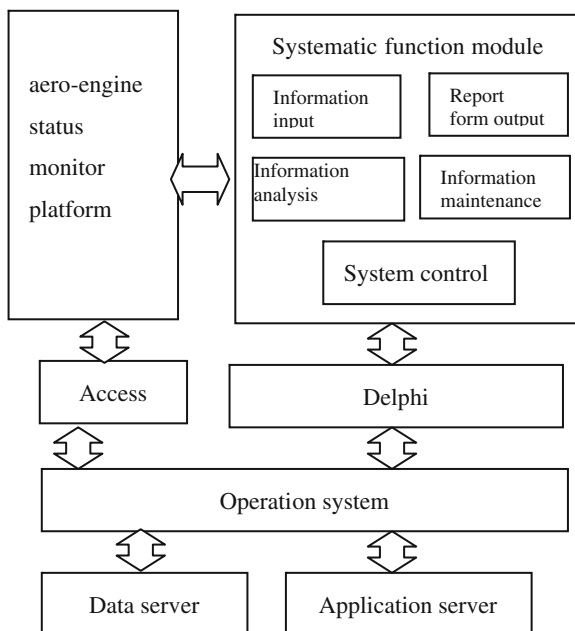 aero-engine
status
monitor
platform
Systematic function module
Information
input
Report
form output
Information
analysis
Information
maintenance
System control
Access
Delphi
Operation system
Data server
Application server